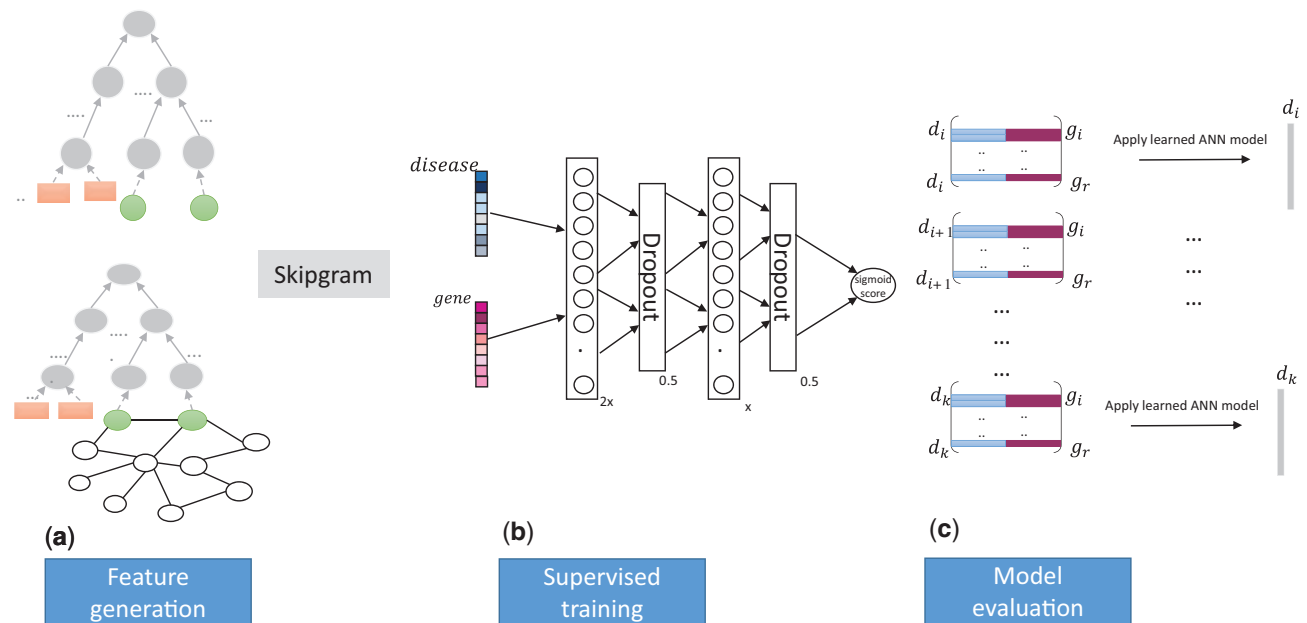 ....
...
..
Skipgram
....
....
.
...
.
(a)
Feature
generation
disease
gene
.
2x
Dropout
0.5
.
x
Dropout
0.5
sigmoid
score
(b)
Supervised
training
d_i
g_i
.. ..
.. ..
d_i
g_r
Apply learned ANN model
d_i
d_{i+1}
g_i
.. ..
.. ..
d_{i+1}
g_r
...
...
...
...
...
...
d_k
g_i
.. ..
.. ..
d_k
g_r
Apply learned ANN model
d_k
(c)
Model
evaluation